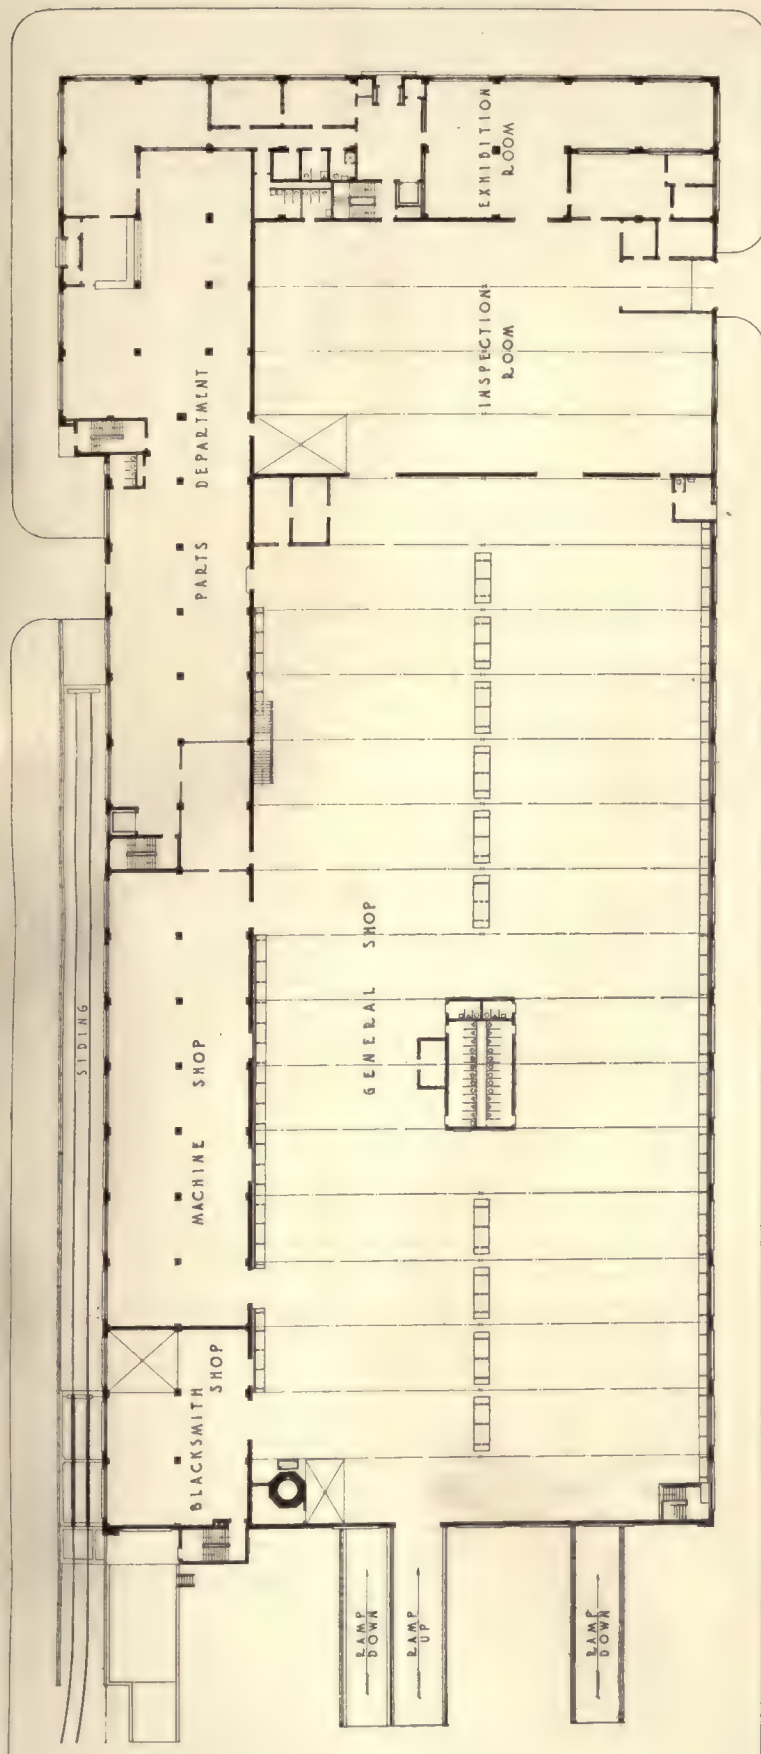 EXHIBITION
ROOM
INSPECTION
ROOM
PARTS DEPARTMENT
GENERAL SHOP
SIDING
MACHINE SHOP
BLACKSMITH
SHOP
RAMP
DOWN
RAMP
UP
RAMP
DOWN